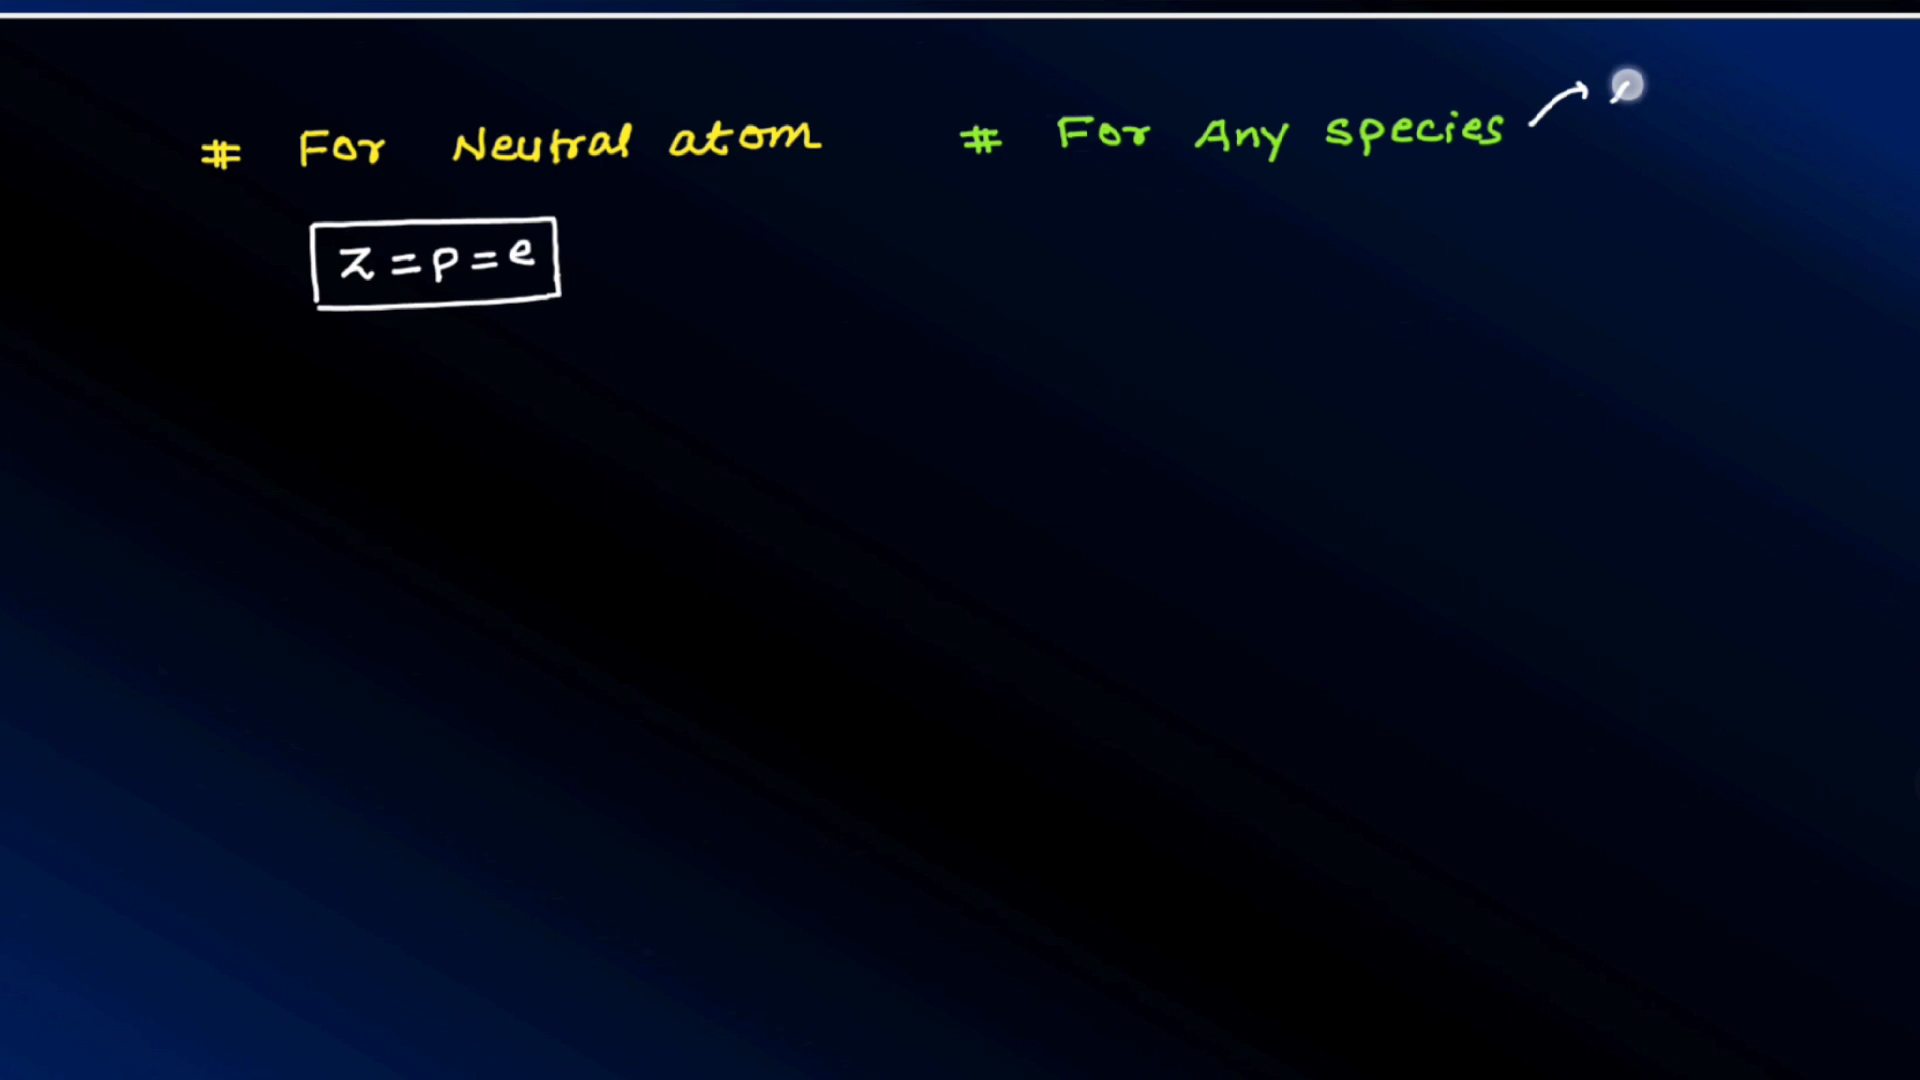 # For Neutral atom # For Any species
z = p = e